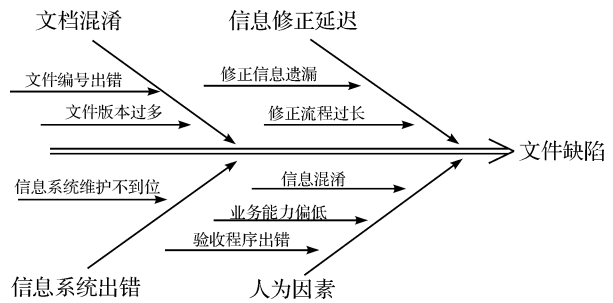 文档混淆
信息修正延迟
文件编号出错
修正信息遗漏
文件版本过多
修正流程过长
文件缺陷
信息系统维护不到位
信息混淆
业务能力偏低
验收程序出错
信息系统出错
人为因素